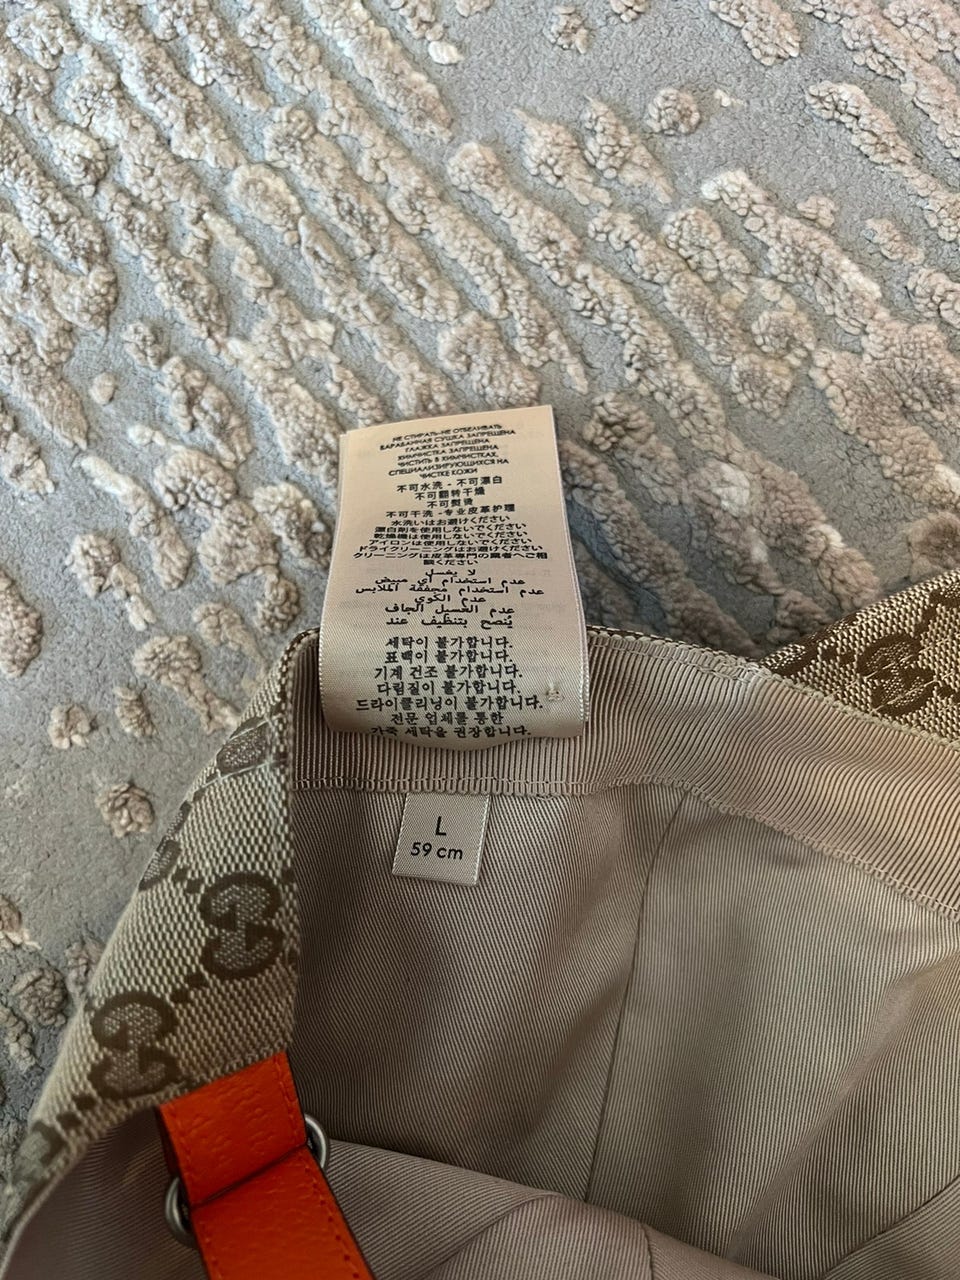 НЕ СТИРАТЬ-НЕ ОТБЕЛИВАТЬ
БАРАБАННАЯ СУШКА ЗАПРЕЩЕНА
ГЛАЖКА ЗАПРЕЩЕНА
ХИМЧИСТКА ЗАПРЕЩЕНА
ЧИСТИТЬ В ХИМЧИСТКАХ,
СПЕЦИАЛИЗИРУЮЩИХСЯ НА
ЧИСТКЕ КОЖИ
不可水洗 - 不可漂白
不可翻转干燥
不可熨烫
不可干洗 -专业皮革护理
水洗いはお避けください
漂白剤を使用しないでください
乾燥機は使用しないでください
アイロンは使用しないでください
ドライクリーニングはお避けください
クリーニングは皮革専門の業者へご相
談ください
لا يغسل
عدم استخدام أي مبيض
عدم استخدام مجففة الملابس
عدم الكوي
عدم الغسيل الجاف
يُنصح بتنظيف عند
세탁이 불가합니다.
표백이 불가합니다.
기계 건조 불가합니다.
다림질이 불가합니다.
드라이클리닝이 불가합니다.
전문 업체를 통한
가죽 세탁을 권장합니다.
L
59 cm